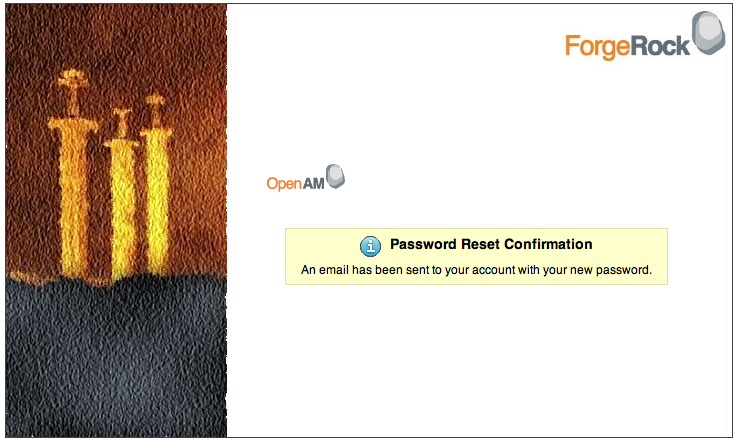 ForgeRock
OpenAM
Password Reset Confirmation
An email has been sent to your account with your new password.